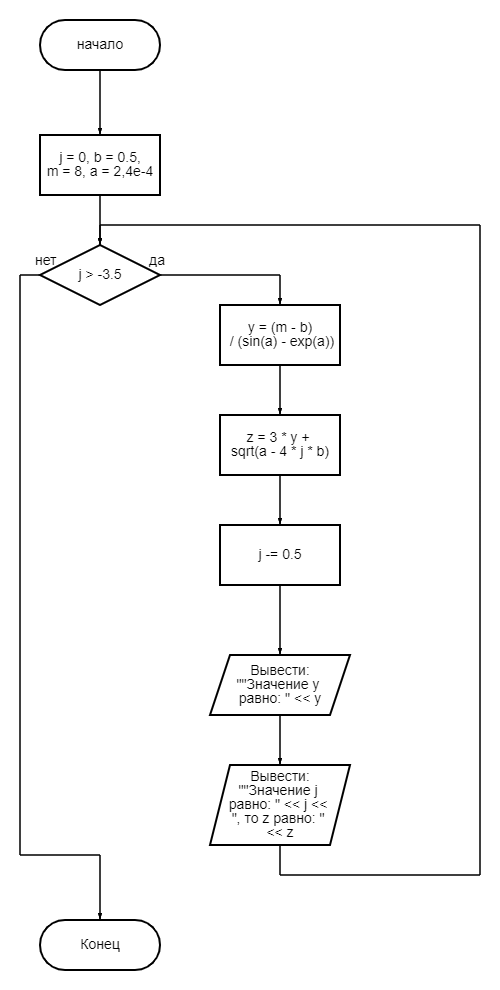 начало
j = 0, b = 0.5,
m = 8, a = 2,4e-4
нет
да
j > -3.5
y = (m - b)
/ (sin(a) - exp(a))
z = 3 * y +
sqrt(a - 4 * j * b)
j -= 0.5
Вывести:
""Значение y
равно: " << y
Вывести:
""Значение j
равно: " << j <<
", то z равно: "
<< z
Конец